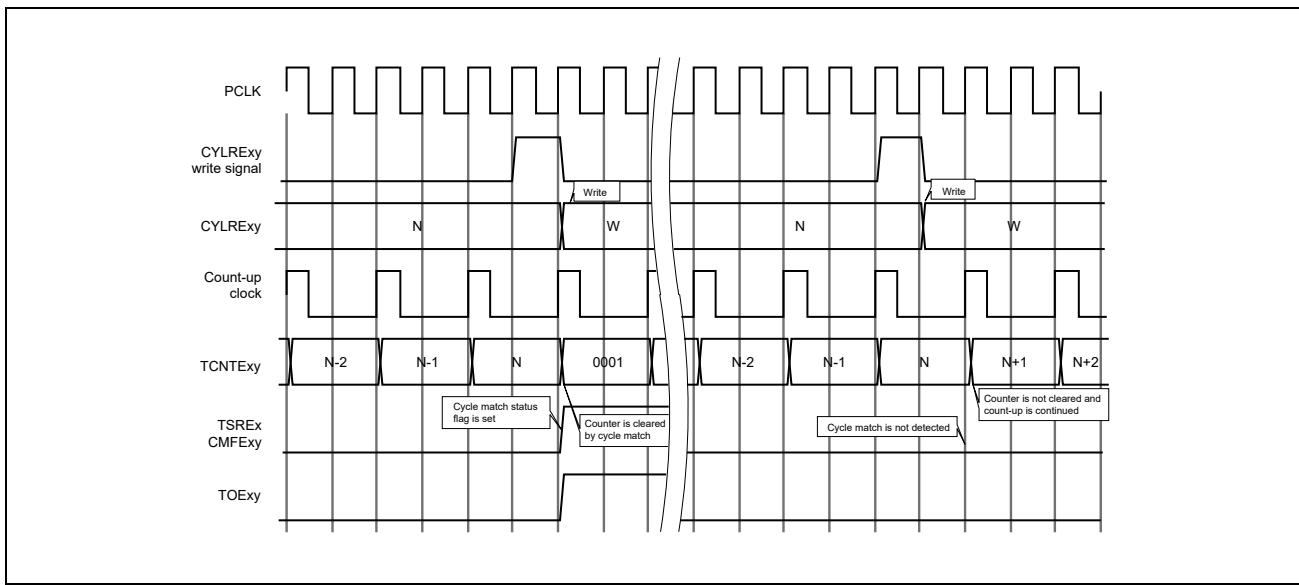 PCLK
CYLRExy
write signal
Write
Write
CYLRExy
N
W
N
W
Count-up
clock
TCNTExy
N-2
N-1
N
0001
N-2
N-1
N
N+1
N+2
Cycle match status
flag is set
Counter is cleared
by cycle match
Counter is not cleared and
count-up is continued
Cycle match is not detected
TSREx
CMFExy
TOExy